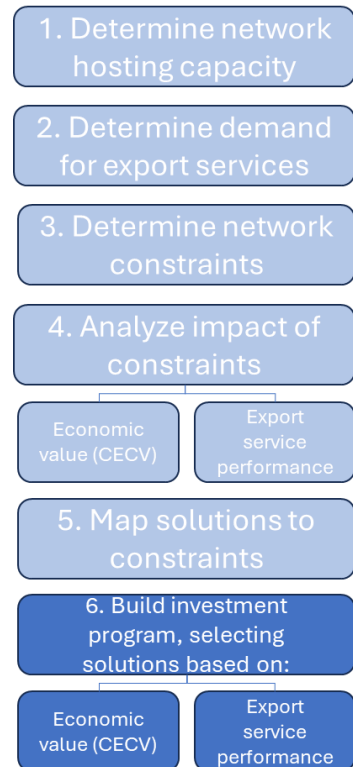 1. Determine network
hosting capacity
2. Determine demand
for export services
3. Determine network
constraints
4. Analyze impact of
constraints
Economic
value (CECV)
Export
service
performance
5. Map solutions to
constraints
6. Build investment
program, selecting
solutions based on:
Economic
value (CECV)
Export
service
performance